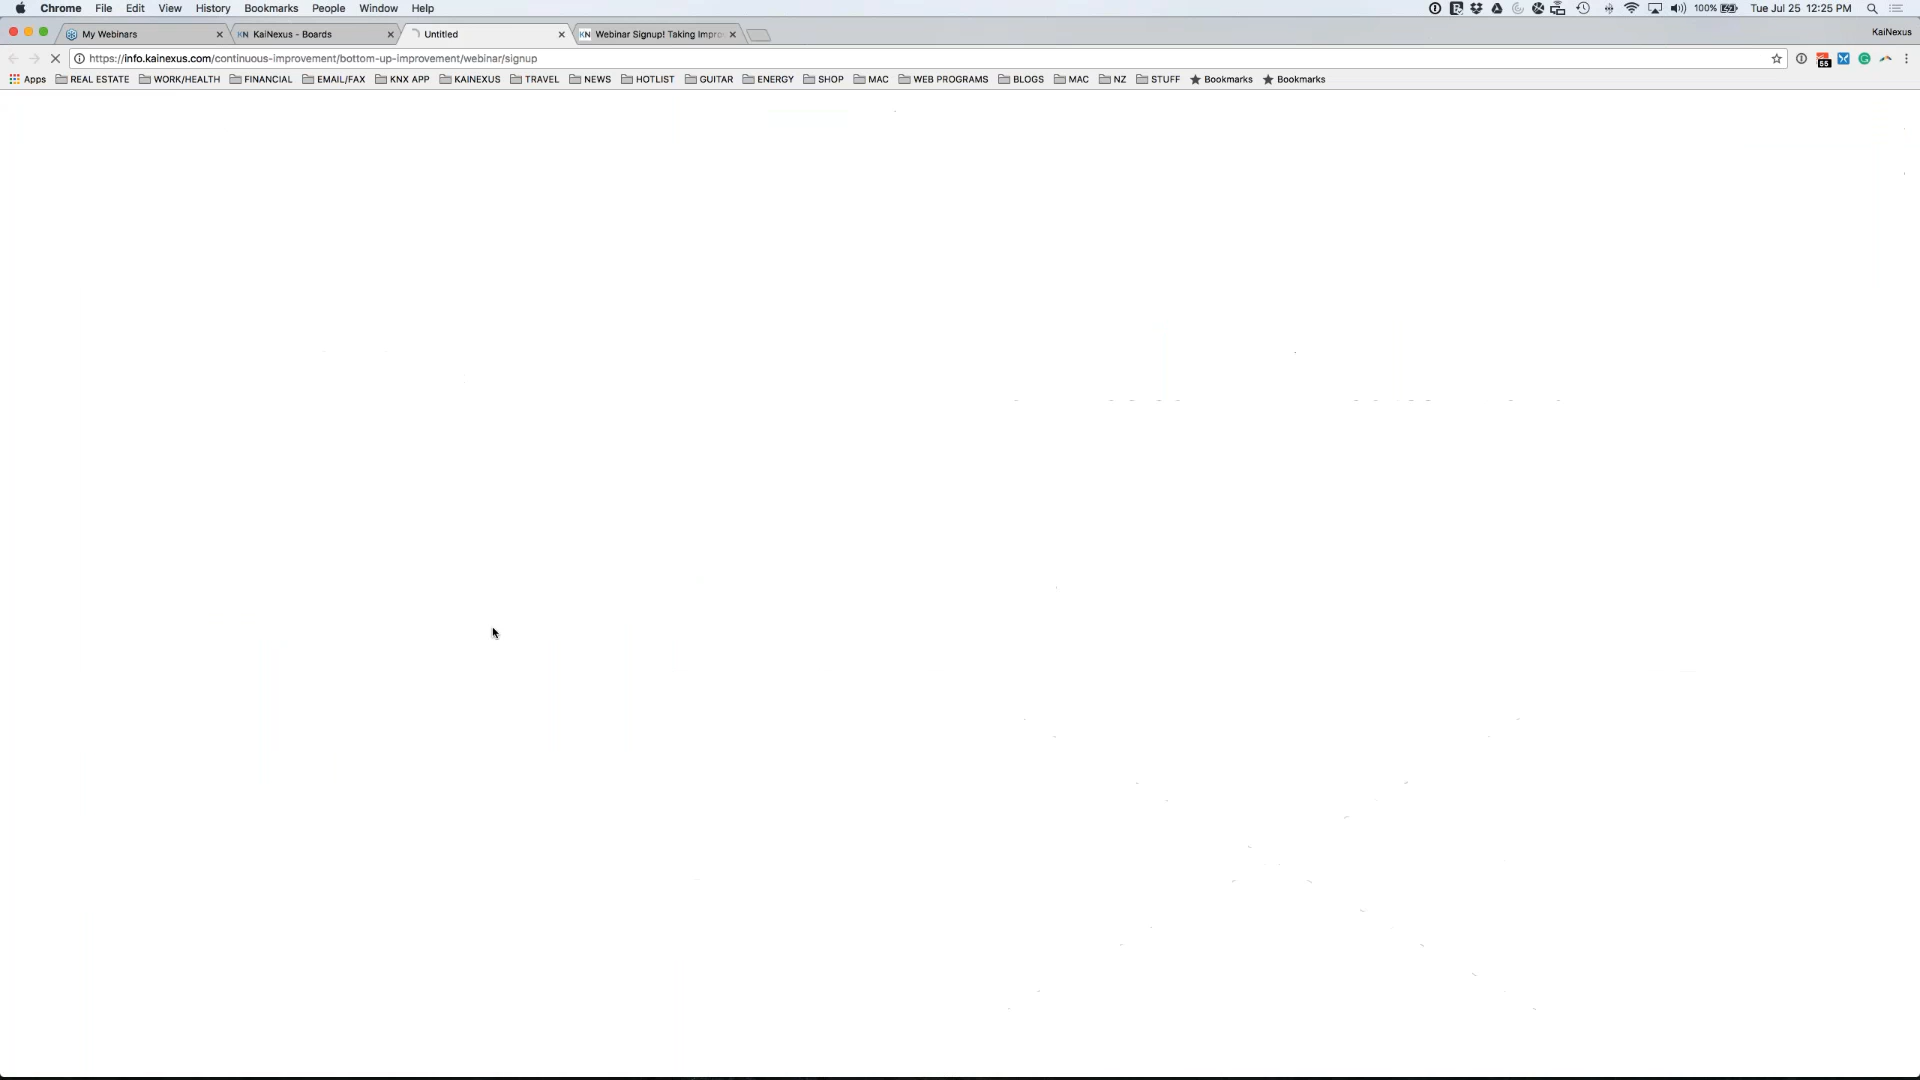 Chrome File Edit View History Bookmarks People Window Help 100% Tue Jul 25 12:25 PM
My Webinars KaiNexus - Boards Untitled Webinar Signup! Taking Impro KaiNexus
https://info.kainexus.com/continuous-improvement/bottom-up-improvement/webinar/signup 55
Apps REAL ESTATE WORK/HEALTH FINANCIAL EMAIL/FAX KNX APP KAINEXUS TRAVEL NEWS HOTLIST GUITAR ENERGY SHOP MAC WEB PROGRAMS BLOGS MAC NZ STUFF Bookmarks Bookmarks